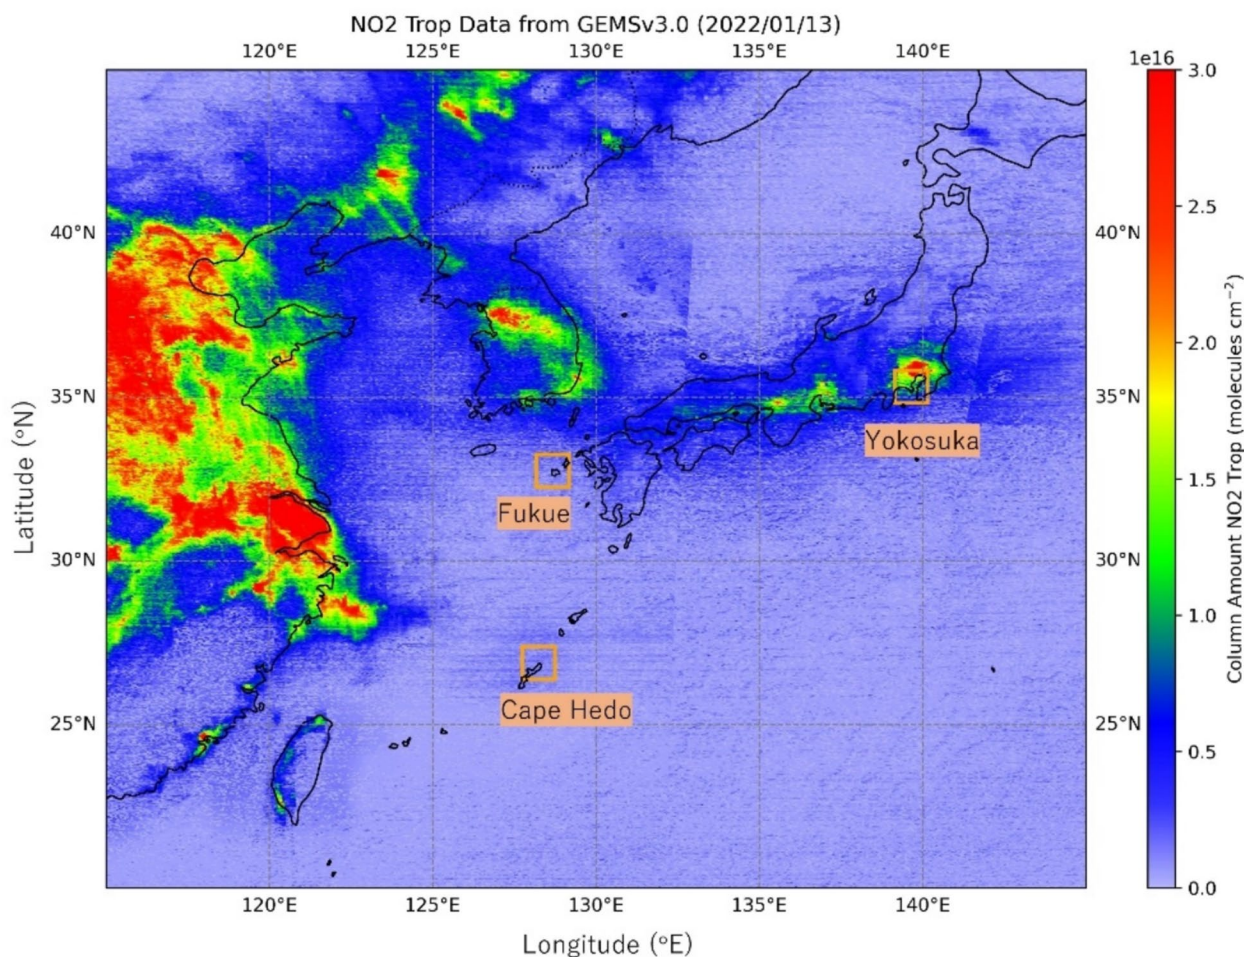 NO2 Trop Data from GEMSv3.0 (2022/01/13)
120°E 125°E 130°E 135°E 140°E
1e16
3.0
2.5
40°N 40°N
2.0
35°N 35°N
Yokosuka
1.5
Fukue
30°N 30°N
1.0
Cape Hedo
25°N 25°N
0.5
0.0
120°E 125°E 130°E 135°E 140°E
Longitude (°E)
Latitude (°N)
Column Amount NO2 Trop (molecules cm⁻²)